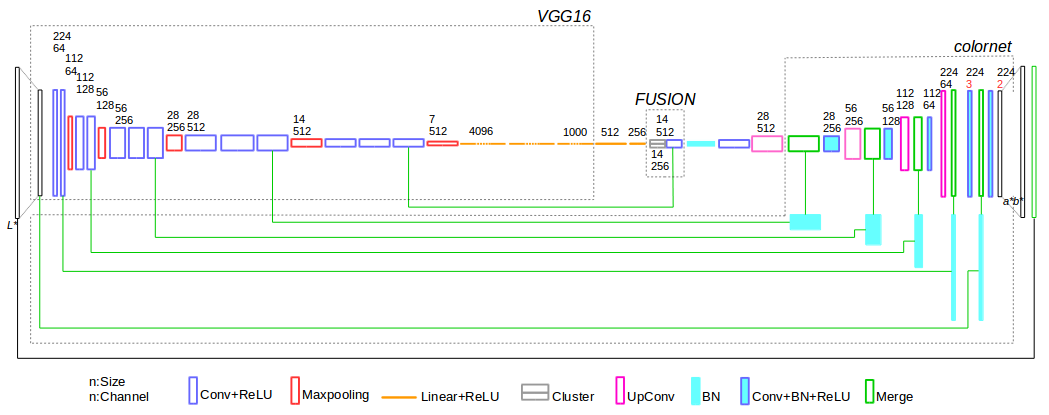 VGG16
colornet
FUSION
224
64
112
64
112
128
56
128
56
256
28
256
28
512
14
512
7
512
4096
1000
512
256
14
512
14
256
28
512
28
256
56
256
56
128
112
128
112
64
224
64
224
3
224
2
L*
a*b*
n:Size
n:Channel
Conv+ReLU
Maxpooling
Linear+ReLU
Cluster
UpConv
BN
Conv+BN+ReLU
Merge